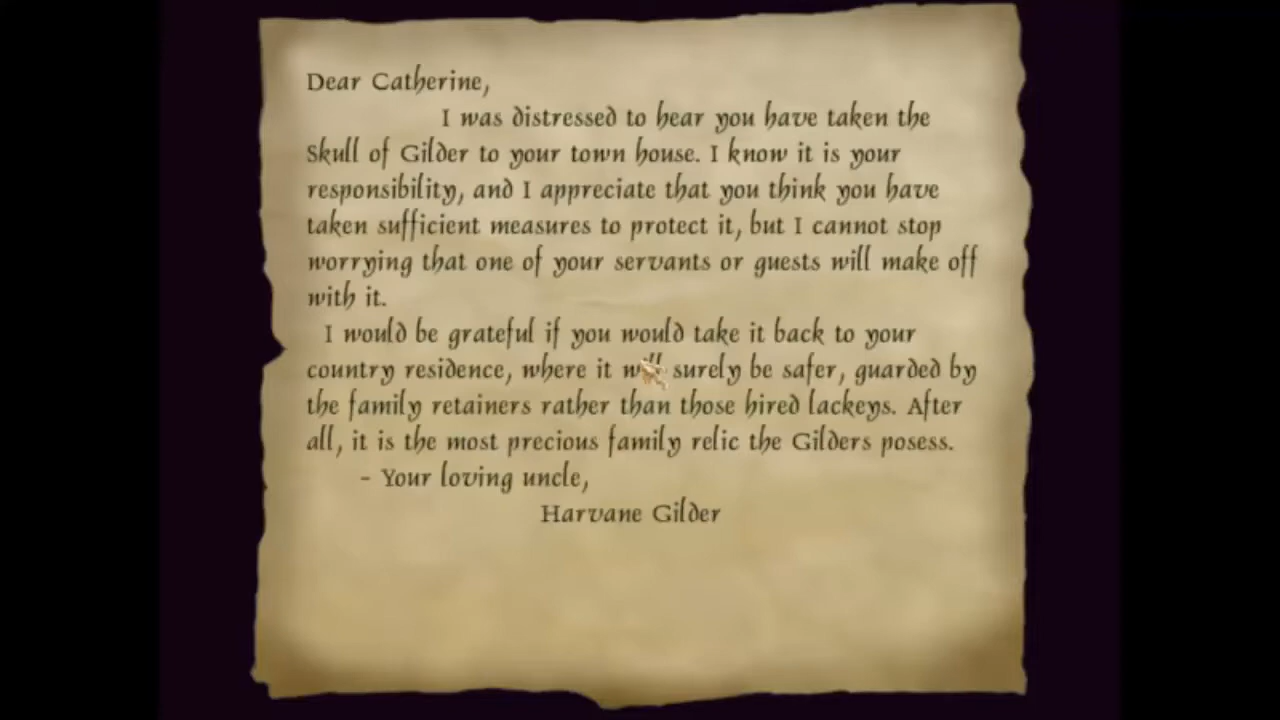 Dear Catherine,
I was distressed to hear you have taken the
Skull of Gilder to your town house. I know it is your
responsibility, and I appreciate that you think you have
taken sufficient measures to protect it, but I cannot stop
worrying that one of your servants or guests will make off
with it.
I would be grateful if you would take it back to your
country residence, where it will surely be safer, guarded by
the family retainers rather than those hired lackeys. After
all, it is the most precious family relic the Gilders posess.
- Your loving uncle,
Harvane Gilder